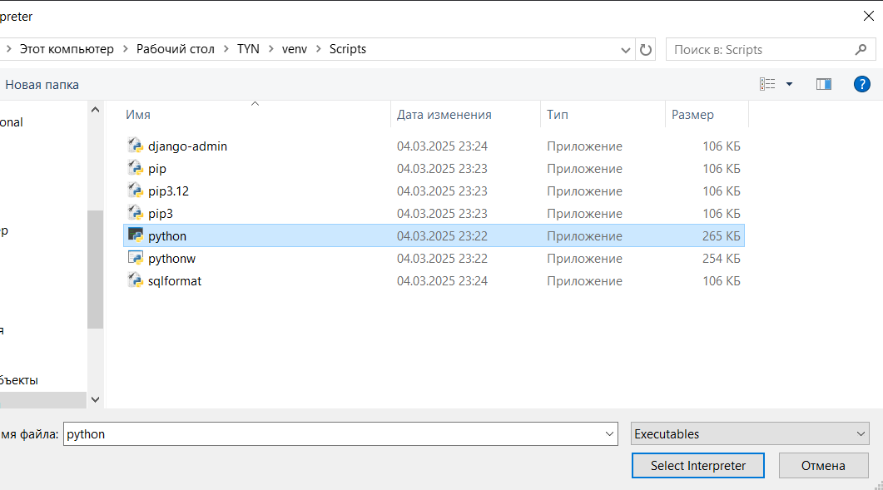 preter
Этот компьютер > Рабочий стол > TYN > venv > Scripts
Поиск в: Scripts
Новая папка
Имя Дата изменения Тип Размер
django-admin 04.03.2025 23:24 Приложение 106 КБ
pip 04.03.2025 23:23 Приложение 106 КБ
pip3.12 04.03.2025 23:23 Приложение 106 КБ
pip3 04.03.2025 23:23 Приложение 106 КБ
python 04.03.2025 23:22 Приложение 265 КБ
pythonw 04.03.2025 23:22 Приложение 254 КБ
sqlformat 04.03.2025 23:24 Приложение 106 КБ
onal
ер
я
бъекты
мя файла: python
Executables
Select Interpreter
Отмена